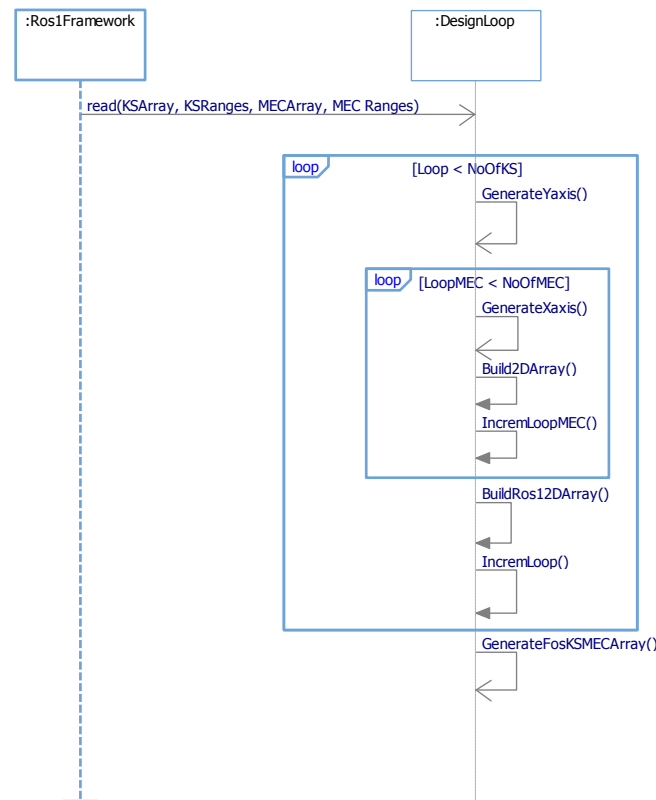 :Ros1Framework
:DesignLoop
read(KSArray, KSRanges, MECArray, MEC Ranges)
loop
[Loop < NoOfKS]
GenerateYaxis()
loop
[LoopMEC < NoOfMEC]
GenerateXaxis()
Build2DArray()
IncremLoopMEC()
BuildRos12DArray()
IncremLoop()
GenerateFosKSMECArray()